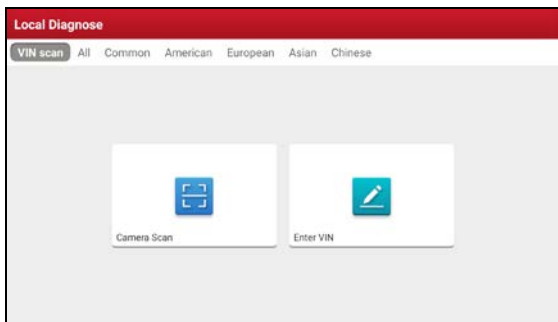 Local Diagnose
VIN scan All Common American European Asian Chinese
Camera Scan Enter VIN